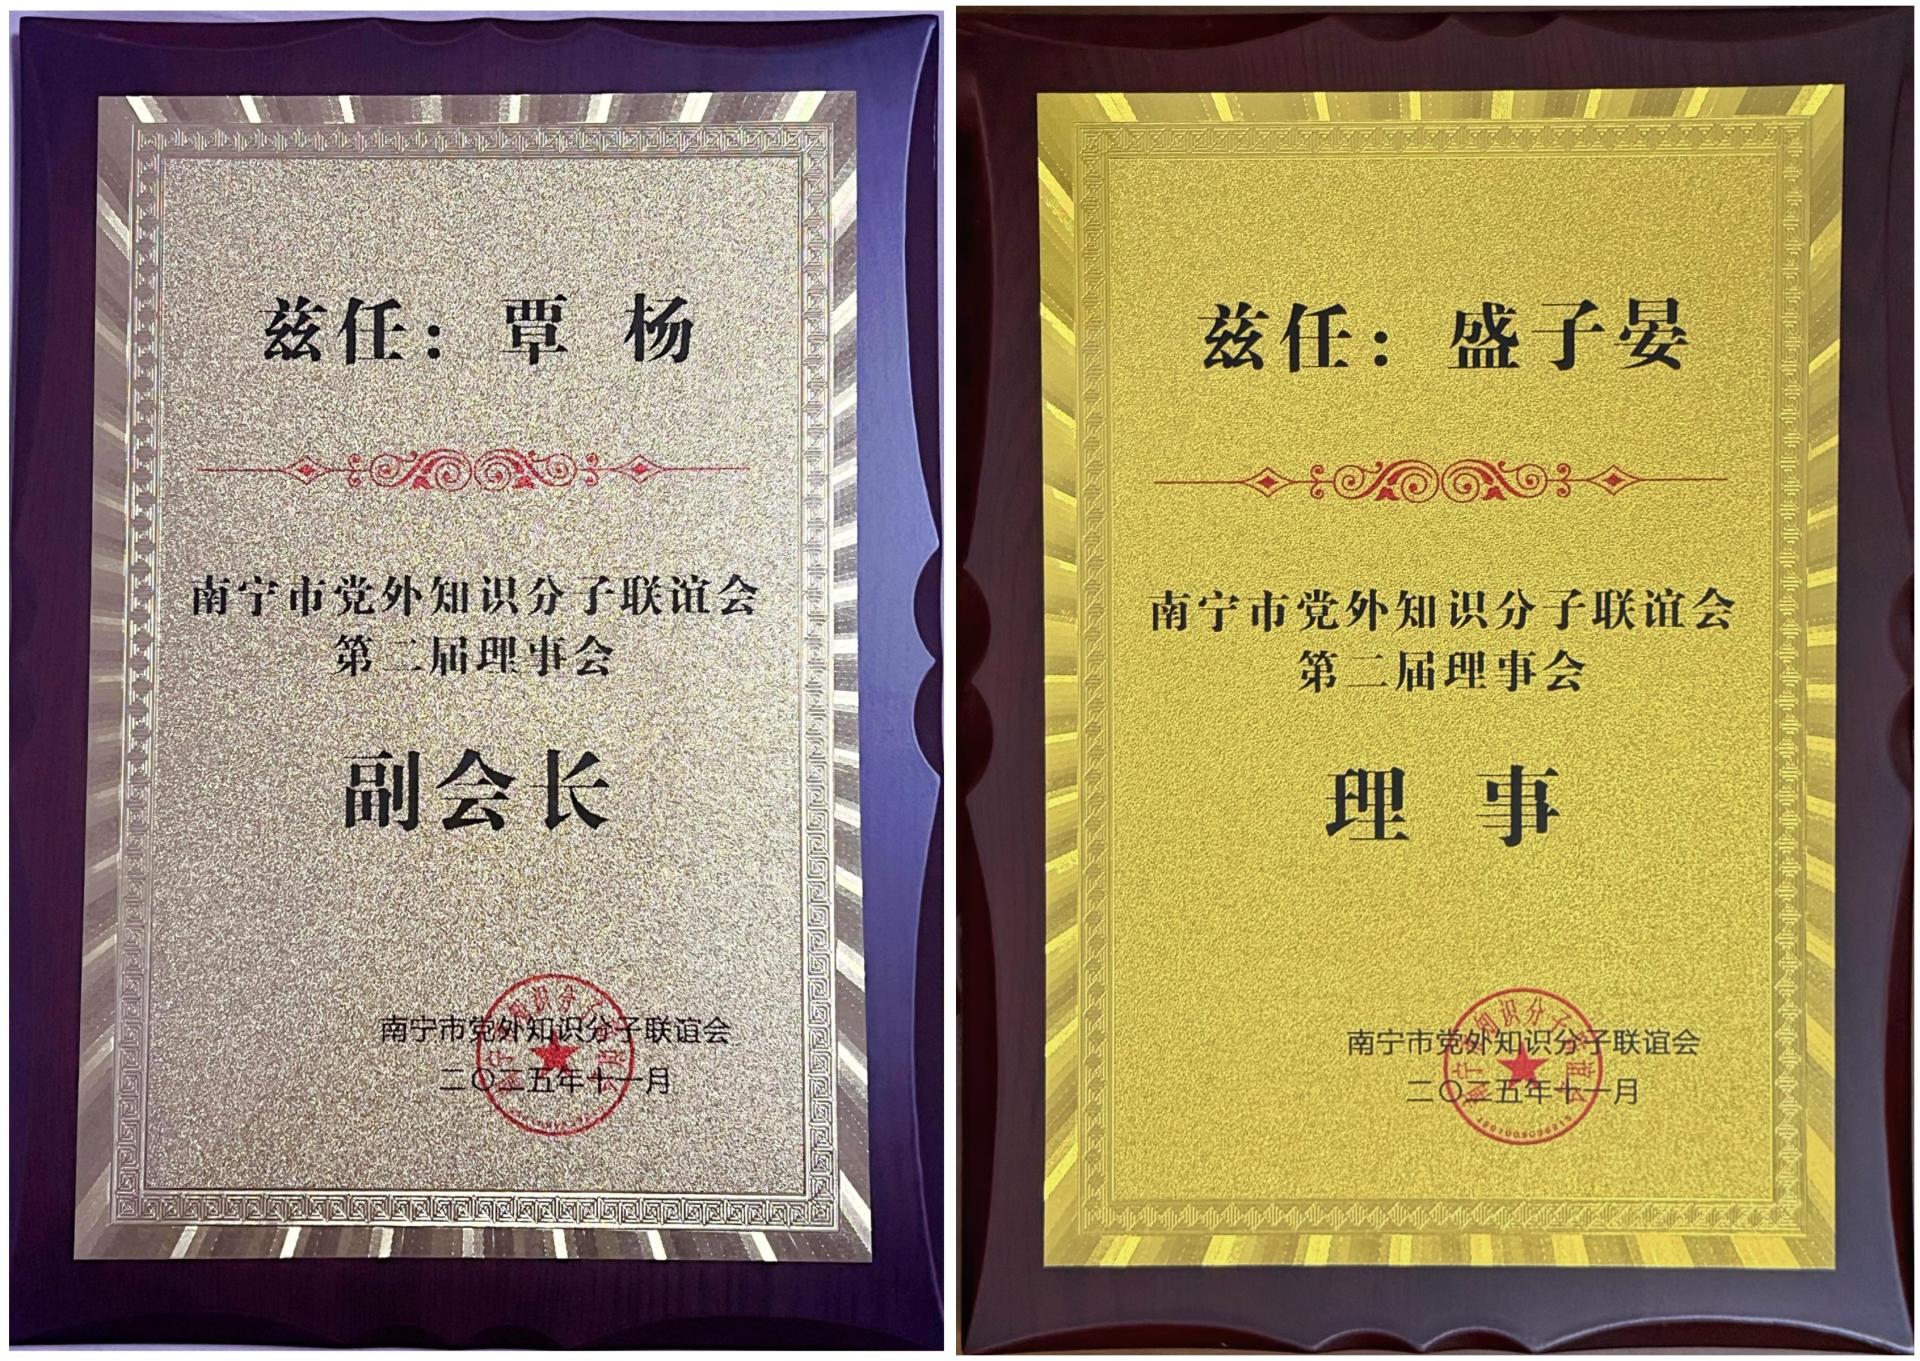 兹任：覃 杨
南宁市党外知识分子联谊会
第二届理事会
副会长
南宁市党外知识分子联谊会
二〇二五年十一月
兹任：盛子晏
南宁市党外知识分子联谊会
第二届理事会
理 事
南宁市党外知识分子联谊会
二〇二五年十一月